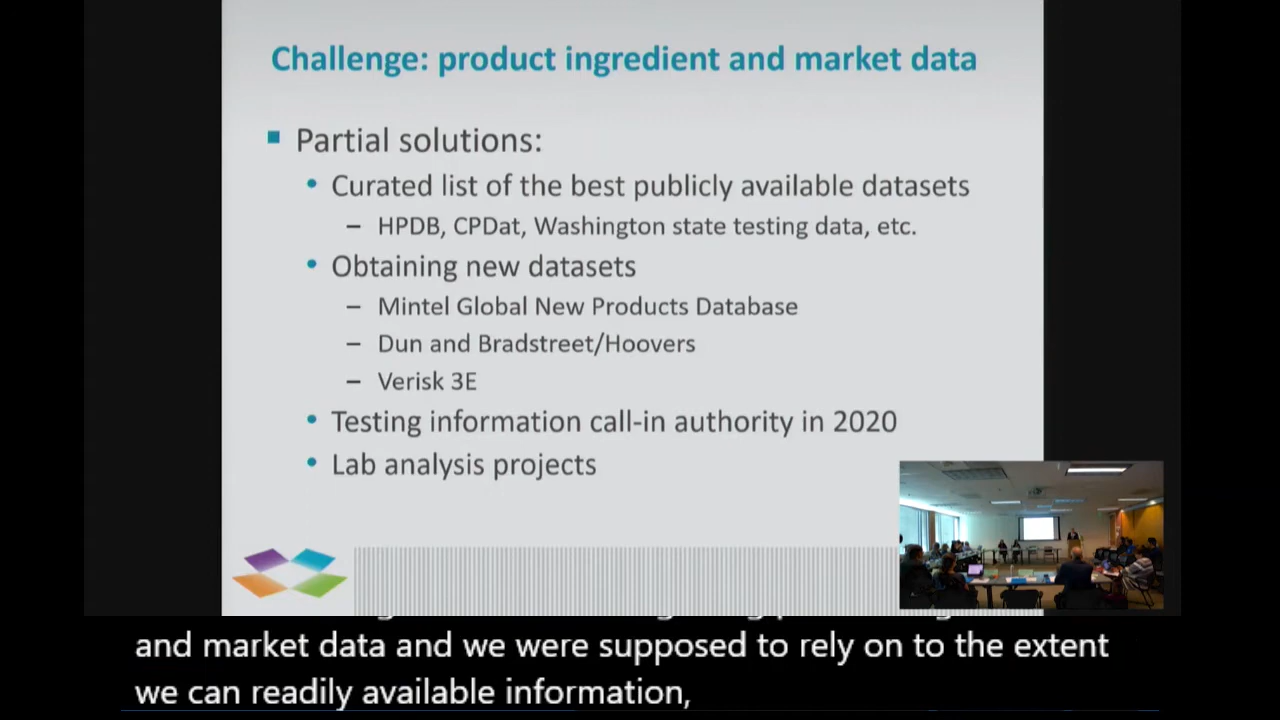 Challenge: product ingredient and market data
Partial solutions:
Curated list of the best publicly available datasets
– HPDB, CPDat, Washington state testing data, etc.
Obtaining new datasets
– Mintel Global New Products Database
– Dun and Bradstreet/Hoovers
– Verisk 3E
Testing information call-in authority in 2020
Lab analysis projects
and market data and we were supposed to rely on to the extent
we can readily available information,